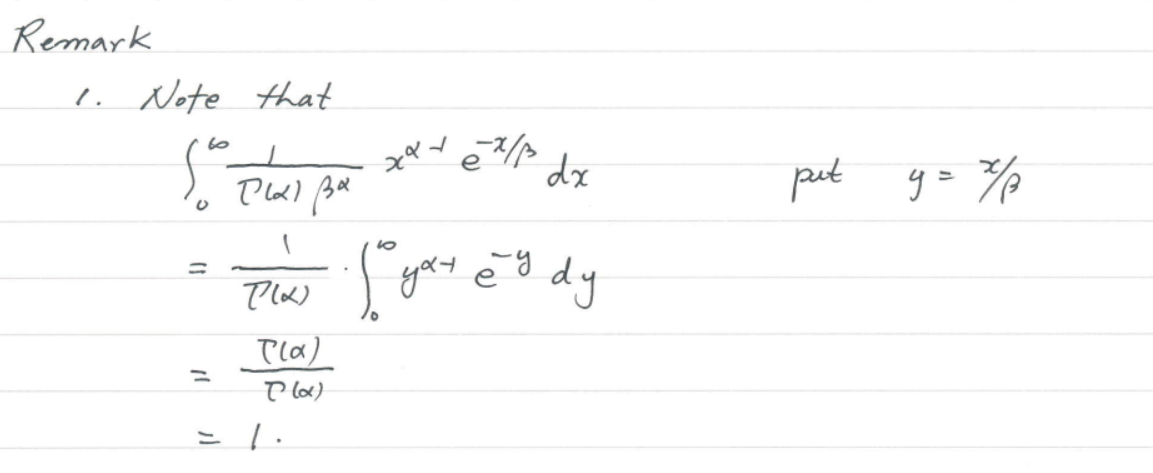 Remark
1. Note that
∫₀^∞ 1/(Γ(α) β^α) x^(α-1) e^(-x/β) dx put y = x/β
= 1/Γ(α) · ∫₀^∞ y^(α-1) e^(-y) dy
= Γ(α)/Γ(α)
= 1.